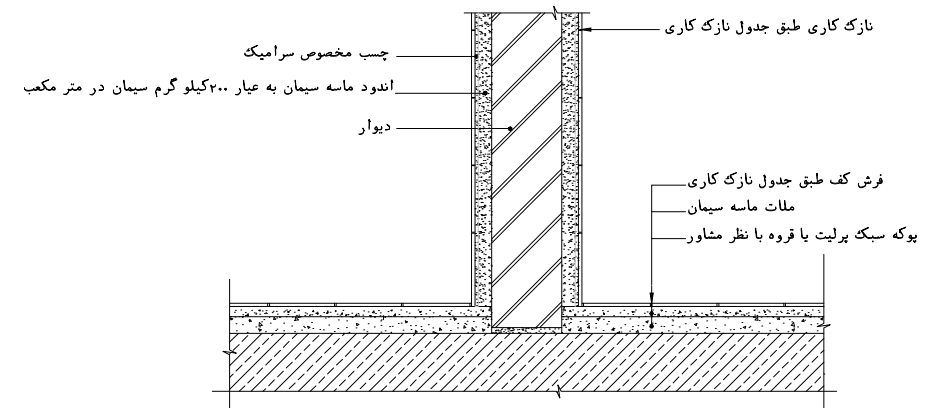 نازک کاری طبق جدول نازک کاری
چسب مخصوص سرامیک
اندود ماسه سیمان به عیار ۲۰۰کیلو گرم سیمان در متر مکعب
دیوار
فرش کف طبق جدول نازک کاری
ملات ماسه سیمان
پوکه سبک پرلیت یا قروه با نظر مشاور